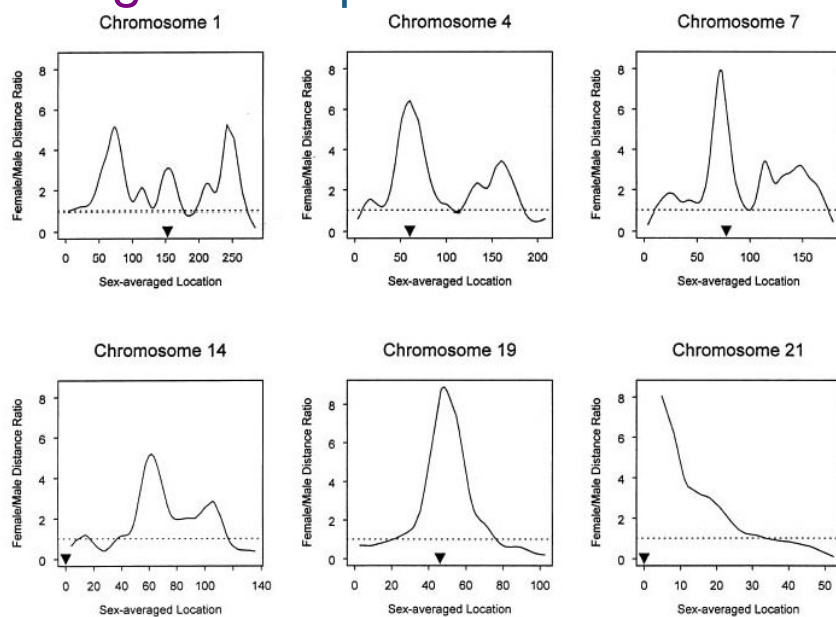 Chromosome 1
Female/Male Distance Ratio
8
6
4
2
0
0 50 100 150 200 250
Sex-averaged Location
Chromosome 4
Female/Male Distance Ratio
8
6
4
2
0
0 50 100 150 200
Sex-averaged Location
Chromosome 7
Female/Male Distance Ratio
8
6
4
2
0
0 50 100 150
Sex-averaged Location
Chromosome 14
Female/Male Distance Ratio
8
6
4
2
0
0 20 40 60 80 100 140
Sex-averaged Location
Chromosome 19
Female/Male Distance Ratio
8
6
4
2
0
0 20 40 60 80 100
Sex-averaged Location
Chromosome 21
Female/Male Distance Ratio
8
6
4
2
0
0 10 20 30 40 50
Sex-averaged Location